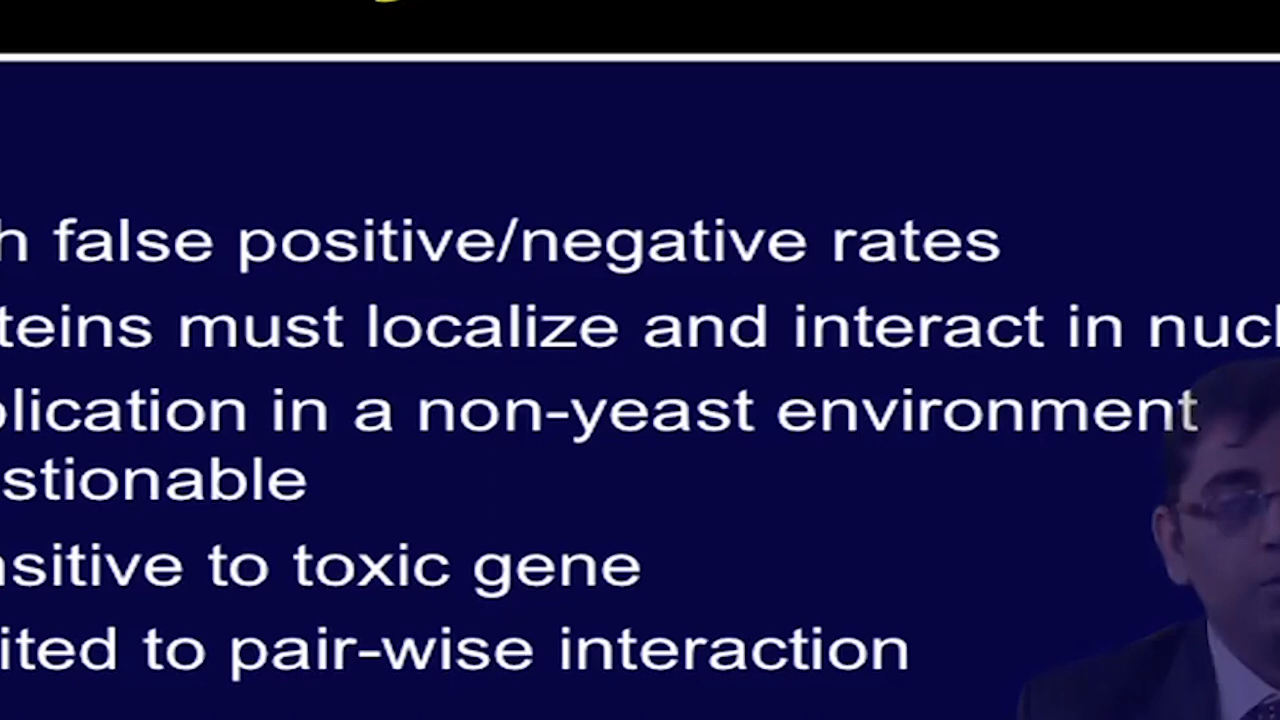 h false positive/negative rates
teins must localize and interact in nucl
plication in a non-yeast environment
stionable
nsitive to toxic gene
ited to pair-wise interaction